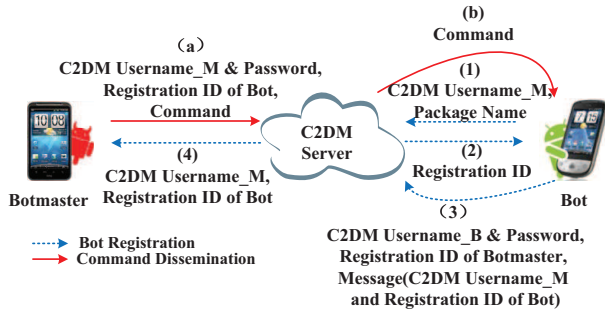 (b)
Command
(a)
C2DM Username_M & Password,
Registration ID of Bot,
Command
(1)
C2DM Username_M,
Package Name
C2DM
Server
(4)
C2DM Username_M,
Registration ID of Bot
(2)
Registration ID
Botmaster
Bot
(3)
C2DM Username_B & Password,
Registration ID of Botmaster,
Message(C2DM Username_M
and Registration ID of Bot)
Bot Registration
Command Dissemination